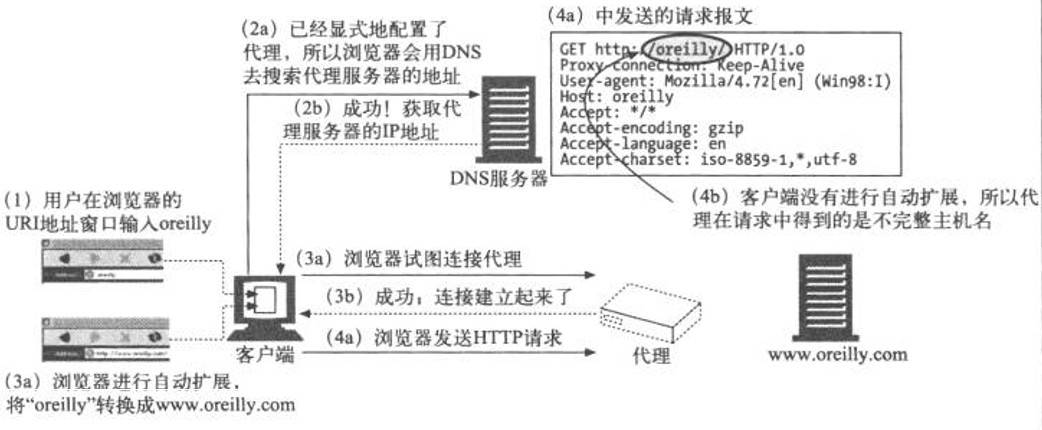 (2a) 已经显式地配置了
代理，所以浏览器会用DNS
去搜索代理服务器的地址
(2b) 成功！获取代
理服务器的IP地址
DNS服务器
(4a) 中发送的请求报文
GET http://oreilly/ HTTP/1.0
Proxy-connection: Keep-Alive
User-agent: Mozilla/4.72[en] (Win98:I)
Host: oreilly
Accept: */*
Accept-encoding: gzip
Accept-language: en
Accept-charset: iso-8859-1,*,utf-8
(4b) 客户端没有进行自动扩展，所以代
理在请求中得到的是不完整主机名
(1) 用户在浏览器的
URI地址窗口输入oreilly
oreilly
(3a) 浏览器试图连接代理
(3b) 成功；连接建立起来了
(4a) 浏览器发送HTTP请求
客户端
代理
www.oreilly.com
(3a) 浏览器进行自动扩展，
将“oreilly”转换成www.oreilly.com